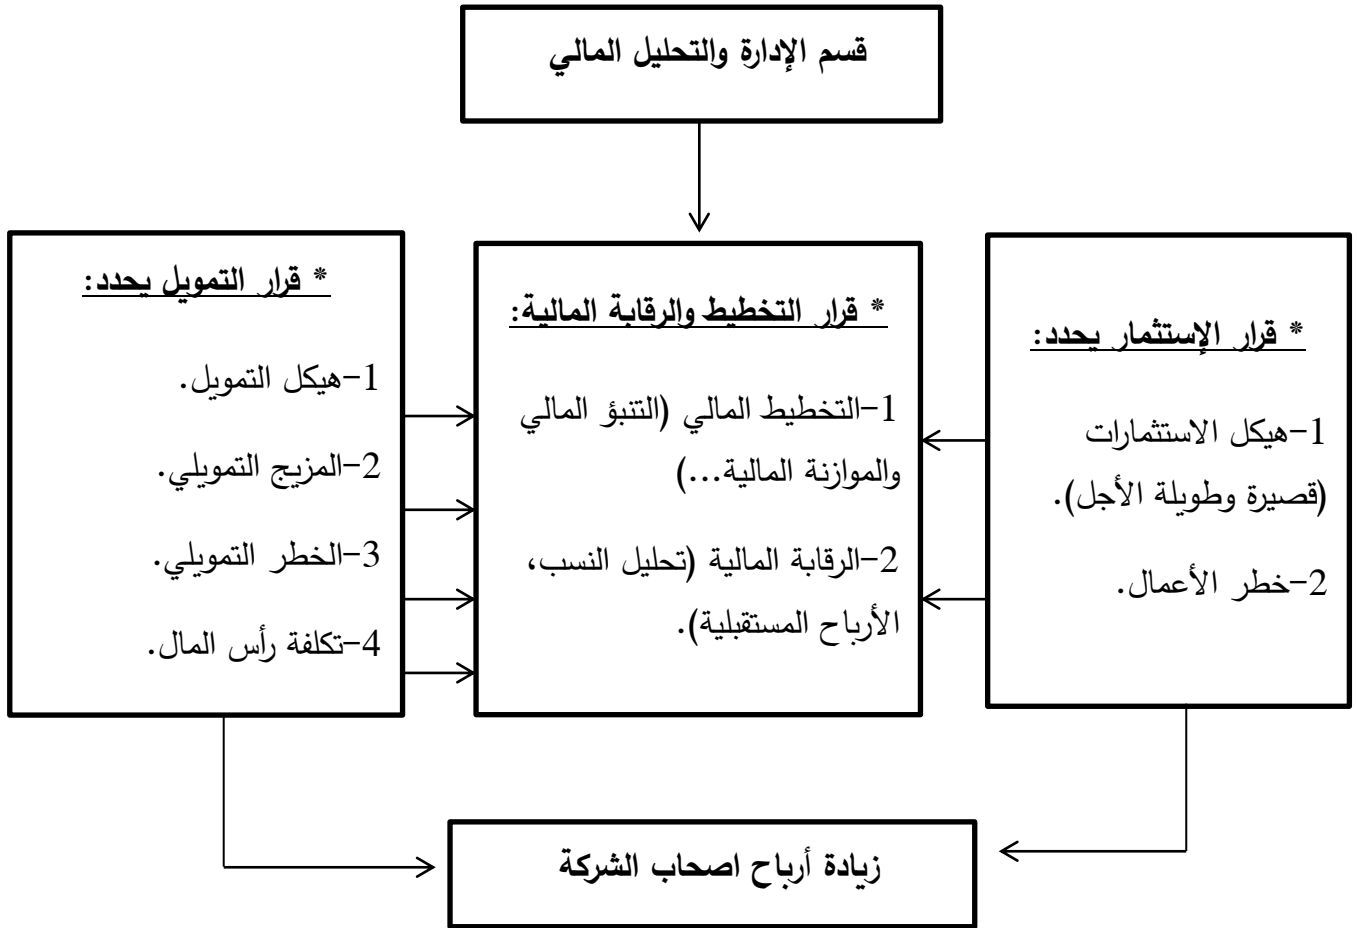 قسم الإدارة والتحليل المالي
* قرار الإستثمار يحدد:
1-هيكل الاستثمارات
(قصيرة وطويلة الأجل).
2-خطر الأعمال.
* قرار التخطيط والرقابة المالية:
1-التخطيط المالي (التنبؤ المالي
والموازنة المالية...)
2-الرقابة المالية (تحليل النسب،
الأرباح المستقبلية).
* قرار التمويل يحدد:
1-هيكل التمويل.
2-المزيج التمويلي.
3-الخطر التمويلي.
4-تكلفة رأس المال.
زيادة أرباح اصحاب الشركة